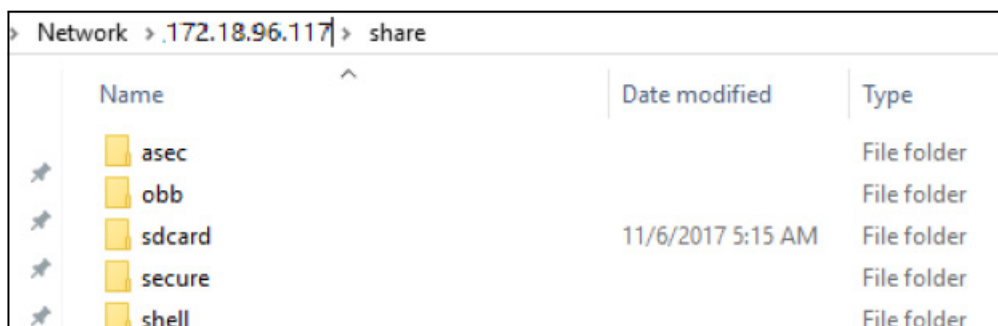 > Network > 172.18.96.117 > share
Name Date modified Type
asec File folder
obb File folder
sdcard 11/6/2017 5:15 AM File folder
secure File folder
shell File folder